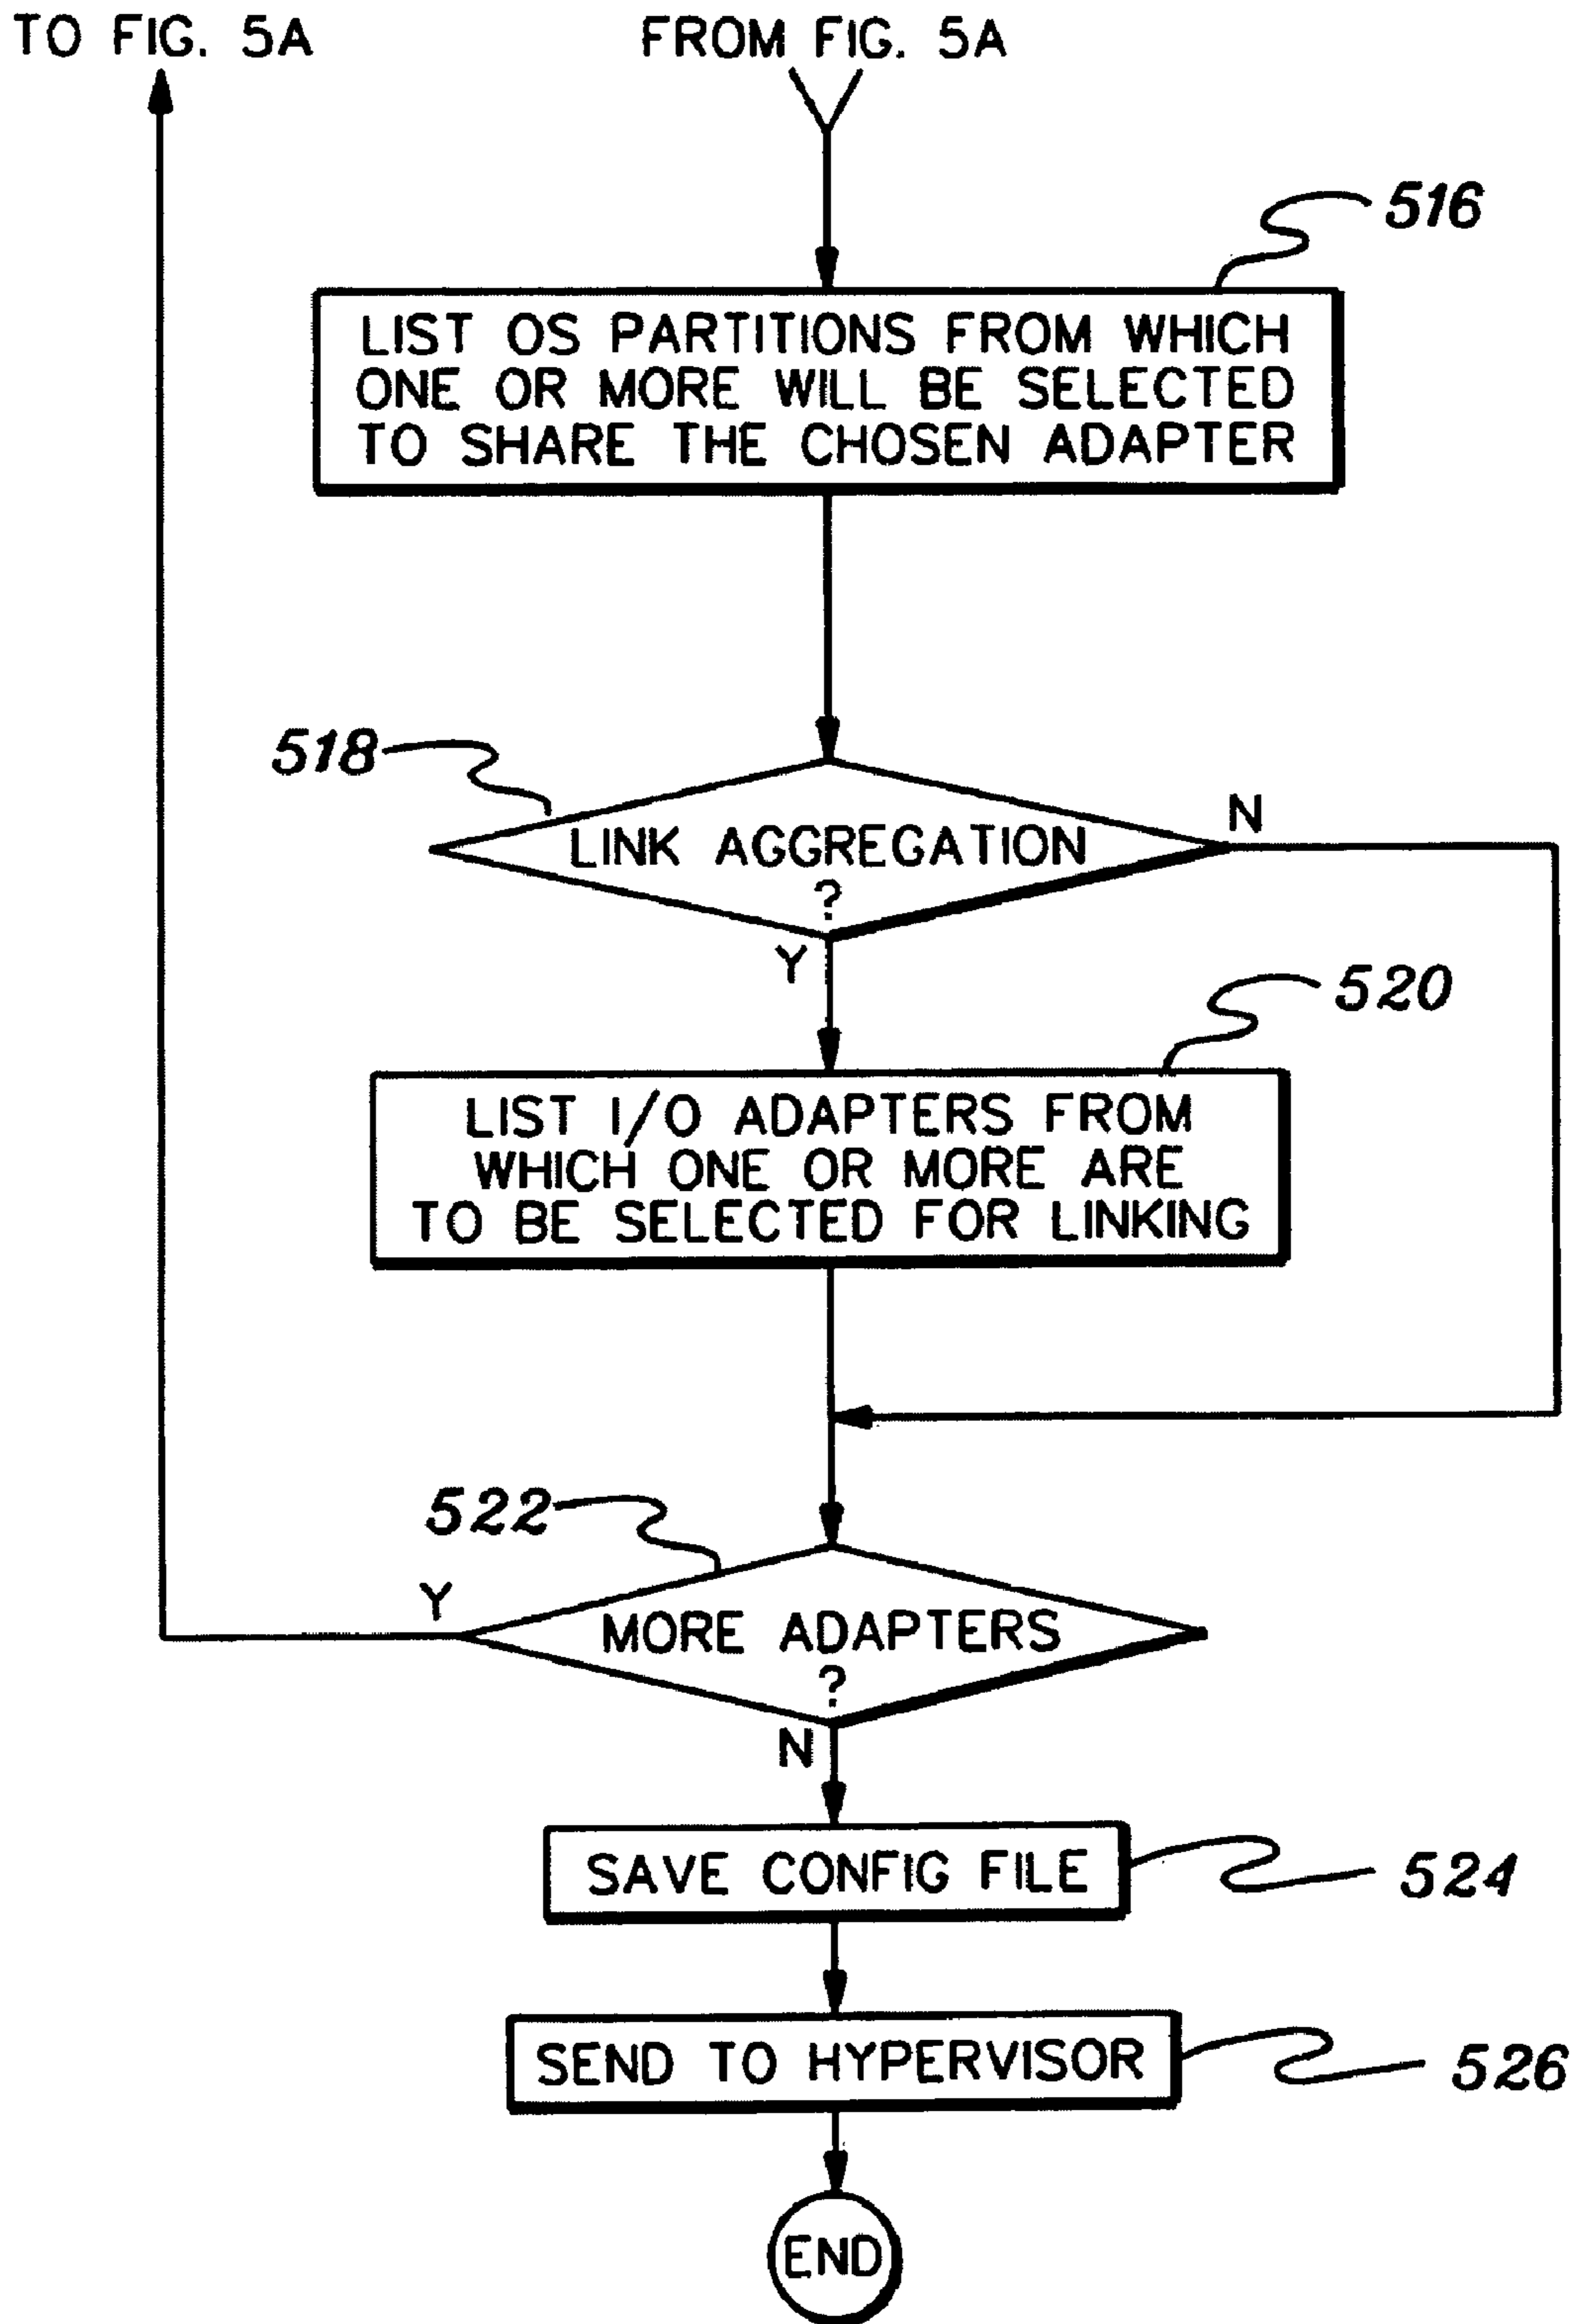 TO FIG. 5A
FROM FIG. 5A
516
LIST OS PARTITIONS FROM WHICH
ONE OR MORE WILL BE SELECTED
TO SHARE THE CHOSEN ADAPTER
518
N
LINK AGGREGATION
?
Y
520
LIST I/O ADAPTERS FROM
WHICH ONE OR MORE ARE
TO BE SELECTED FOR LINKING
522
Y
MORE ADAPTERS
?
N
SAVE CONFIG FILE
524
SEND TO HYPERVISOR
526
END